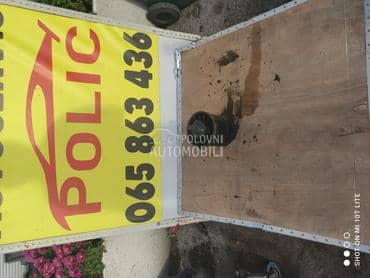 POLIC
065 863 436
POLOVNI
AUTOMOBILI
SHOT ON MI 10T LITE